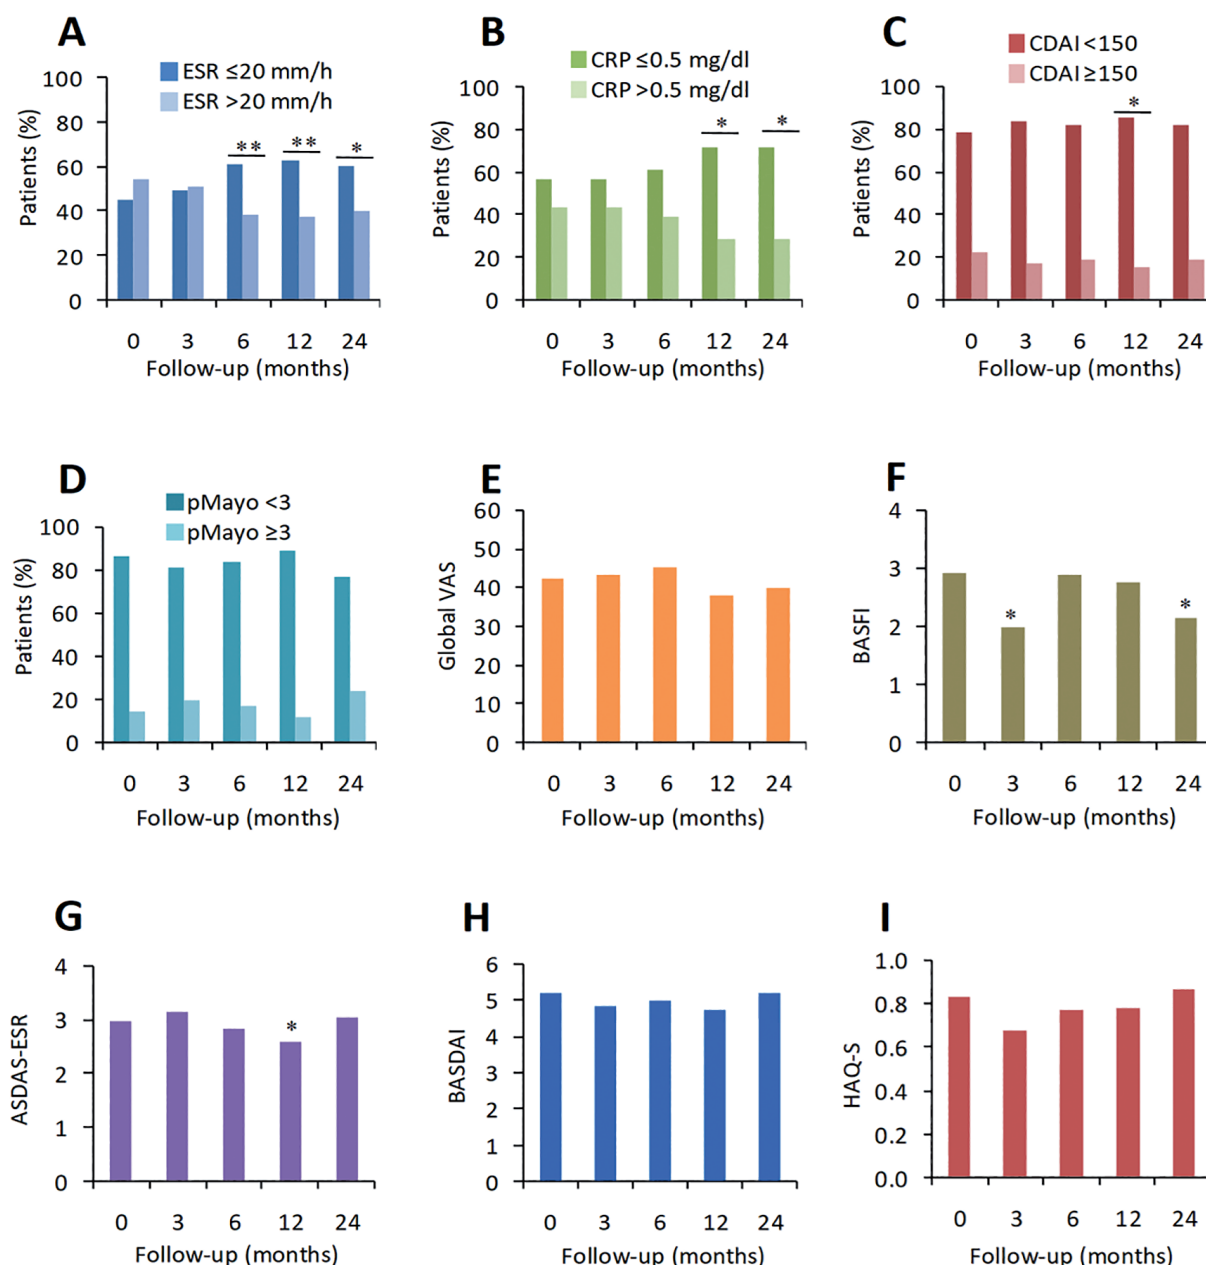 A
ESR ≤20 mm/h
ESR >20 mm/h
Patients (%)
100
80
60
40
20
0
** ** *
0 3 6 12 24
Follow-up (months)
B
CRP ≤0.5 mg/dl
CRP >0.5 mg/dl
Patients (%)
100
80
60
40
20
0
* *
0 3 6 12 24
Follow-up (months)
C
CDAI <150
CDAI ≥150
Patients (%)
100
80
60
40
20
0
*
0 3 6 12 24
Follow-up (months)
D
pMayo <3
pMayo ≥3
Patients (%)
100
80
60
40
20
0
0 3 6 12 24
Follow-up (months)
E
Global VAS
60
50
40
30
20
10
0
0 3 6 12 24
Follow-up (months)
F
BASFI
4
3
2
1
0
* *
0 3 6 12 24
Follow-up (months)
G
ASDAS-ESR
4
3
2
1
0
*
0 3 6 12 24
Follow-up (months)
H
BASDAI
6
5
4
3
2
1
0
0 3 6 12 24
Follow-up (months)
I
HAQ-S
1.0
0.8
0.6
0.4
0.2
0.0
0 3 6 12 24
Follow-up (months)